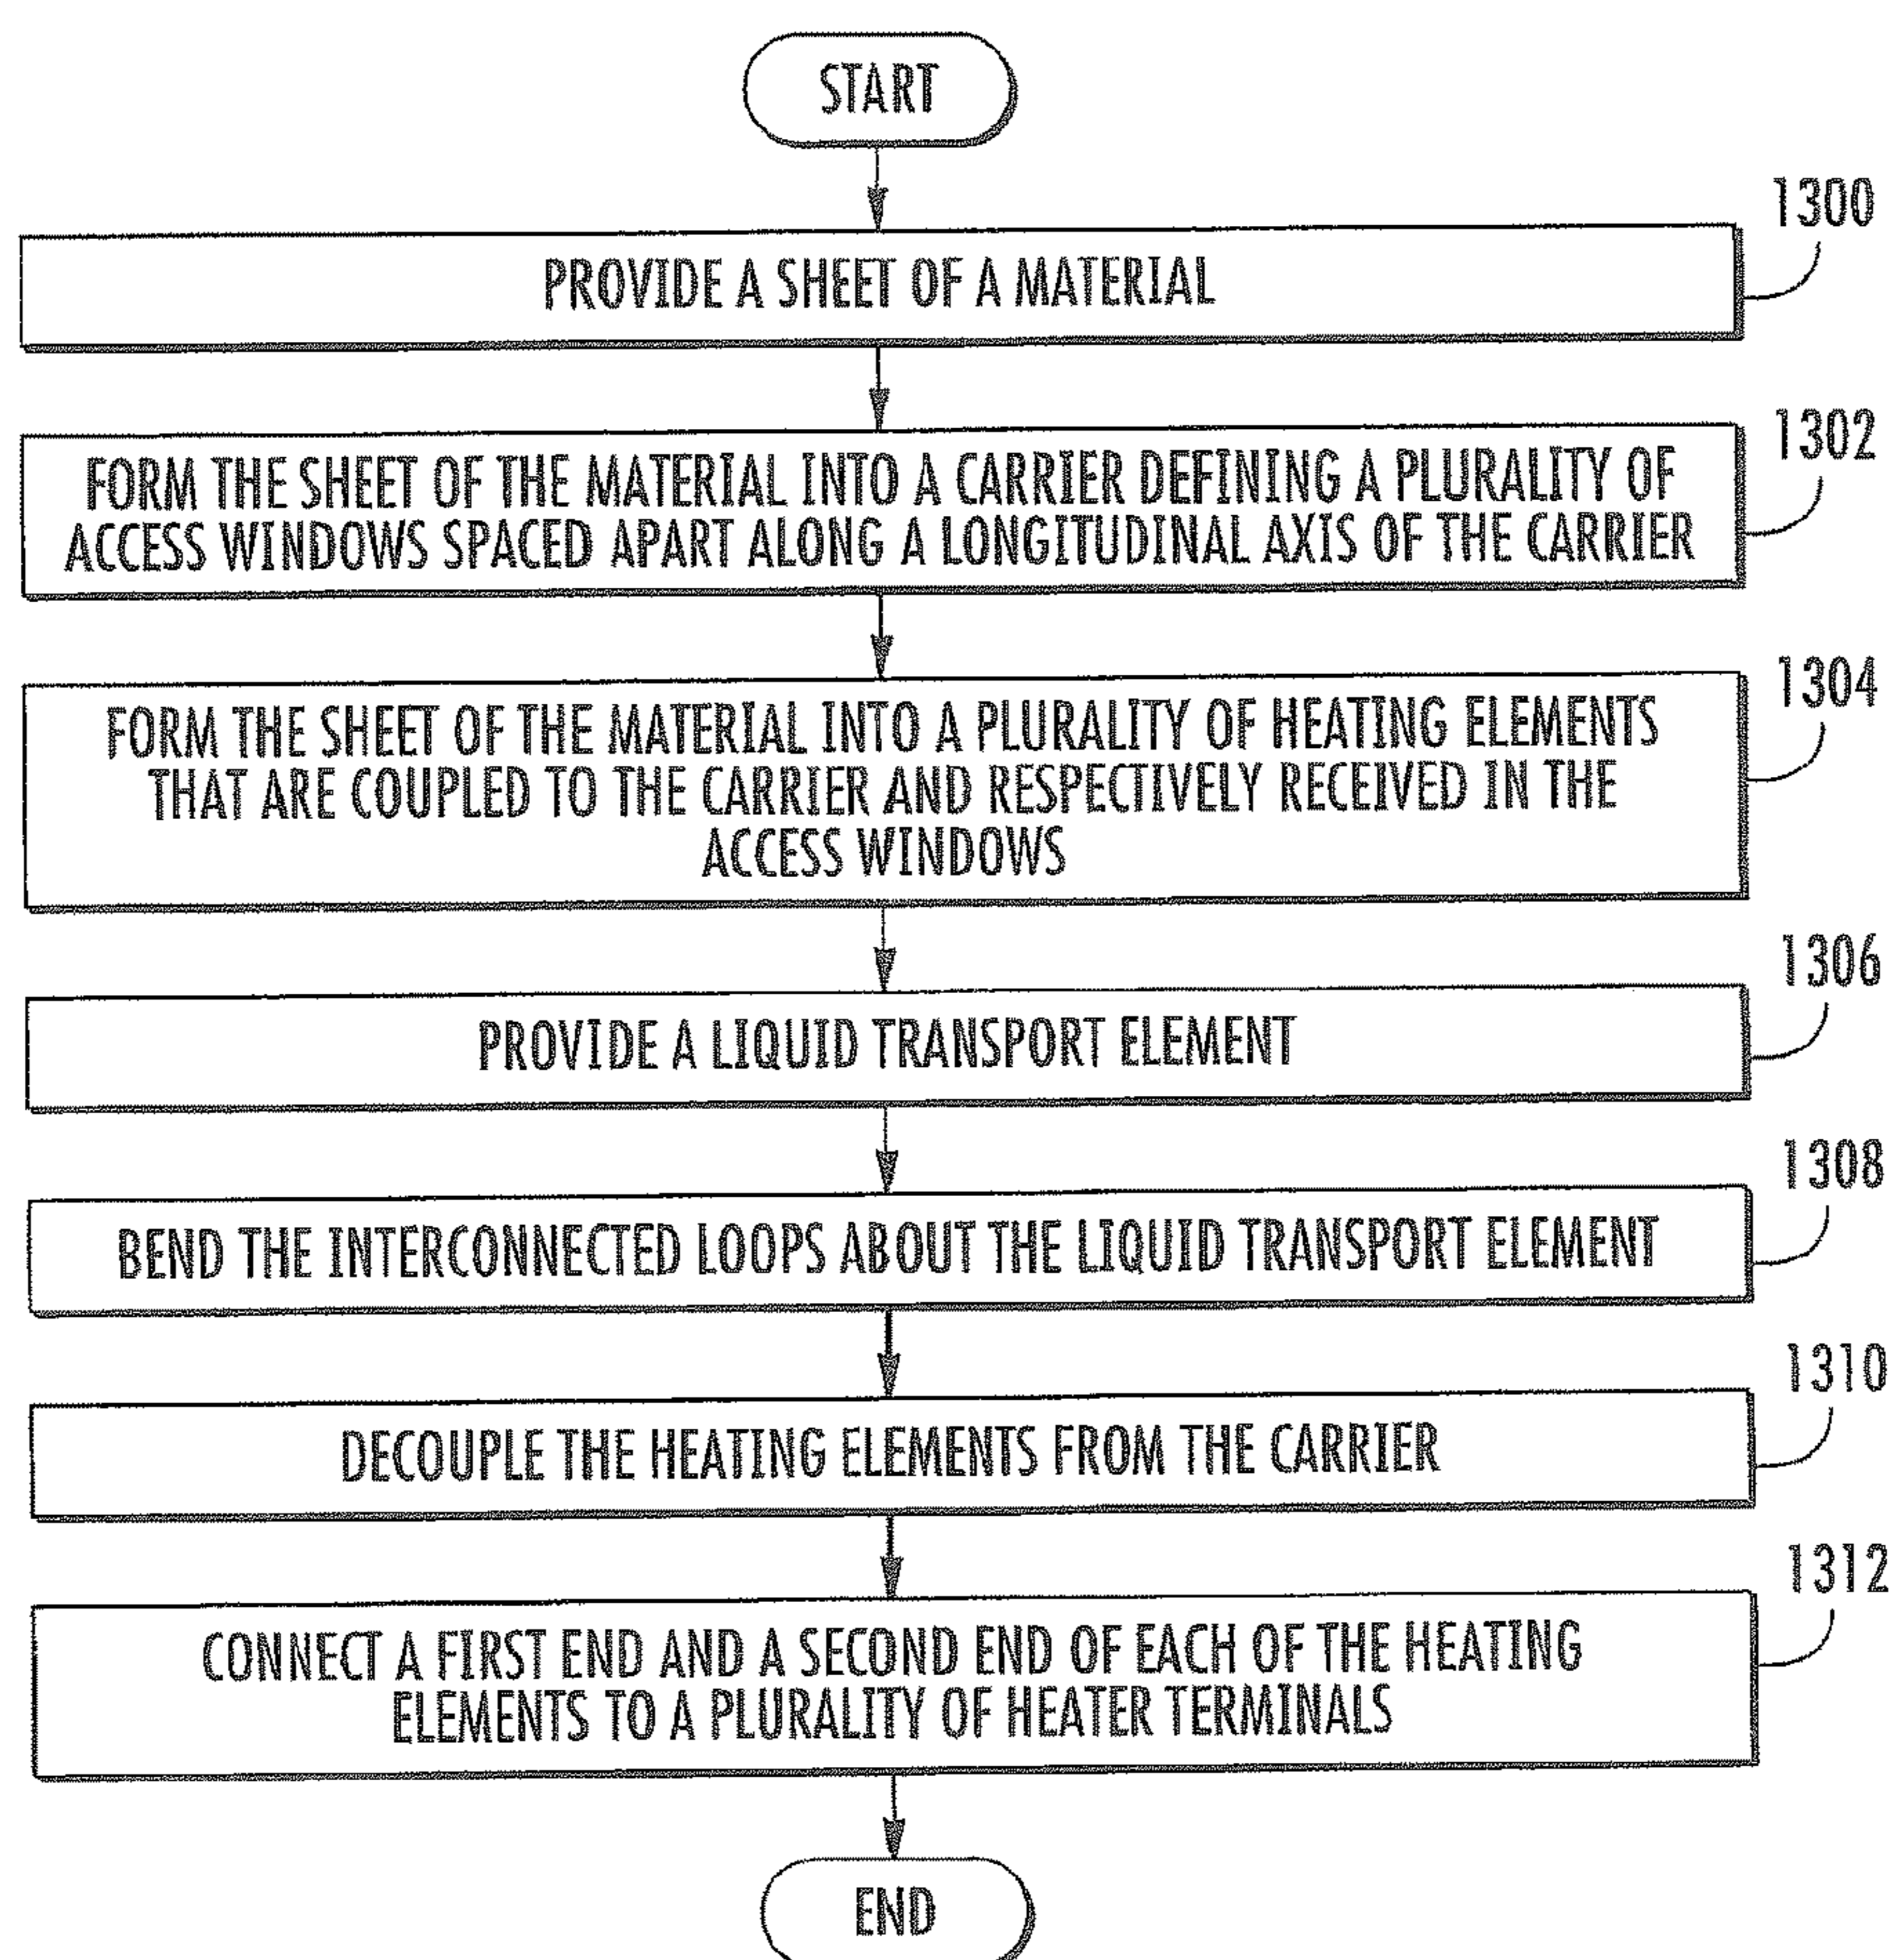 START
1300
PROVIDE A SHEET OF A MATERIAL
1302
FORM THE SHEET OF THE MATERIAL INTO A CARRIER DEFINING A PLURALITY OF
ACCESS WINDOWS SPACED APART ALONG A LONGITUDINAL AXIS OF THE CARRIER
1304
FORM THE SHEET OF THE MATERIAL INTO A PLURALITY OF HEATING ELEMENTS
THAT ARE COUPLED TO THE CARRIER AND RESPECTIVELY RECEIVED IN THE
ACCESS WINDOWS
1306
PROVIDE A LIQUID TRANSPORT ELEMENT
1308
BEND THE INTERCONNECTED LOOPS ABOUT THE LIQUID TRANSPORT ELEMENT
1310
DECOUPLE THE HEATING ELEMENTS FROM THE CARRIER
1312
CONNECT A FIRST END AND A SECOND END OF EACH OF THE HEATING
ELEMENTS TO A PLURALITY OF HEATER TERMINALS
END